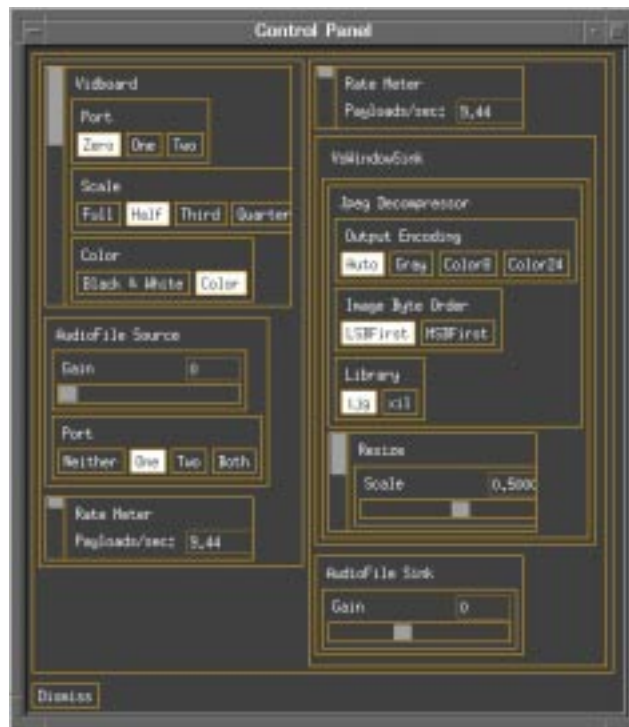 Control Panel
Vidboard
Port
Zero One Two
Scale
Full Half Third Quarter
Color
Black & White Color
AudioFile Source
Gain 0
Port
Neither One Two Both
Rate Meter
Payloads/sec: 9.44
Rate Meter
Payloads/sec: 9.44
VsWindowSink
Jpeg Decompressor
Output Encoding
Auto Gray Color8 Color24
Image Byte Order
LSBFirst MSBFirst
Library
xil
Resize
Scale 0.5000
AudioFile Sink
Gain 0
Dismiss